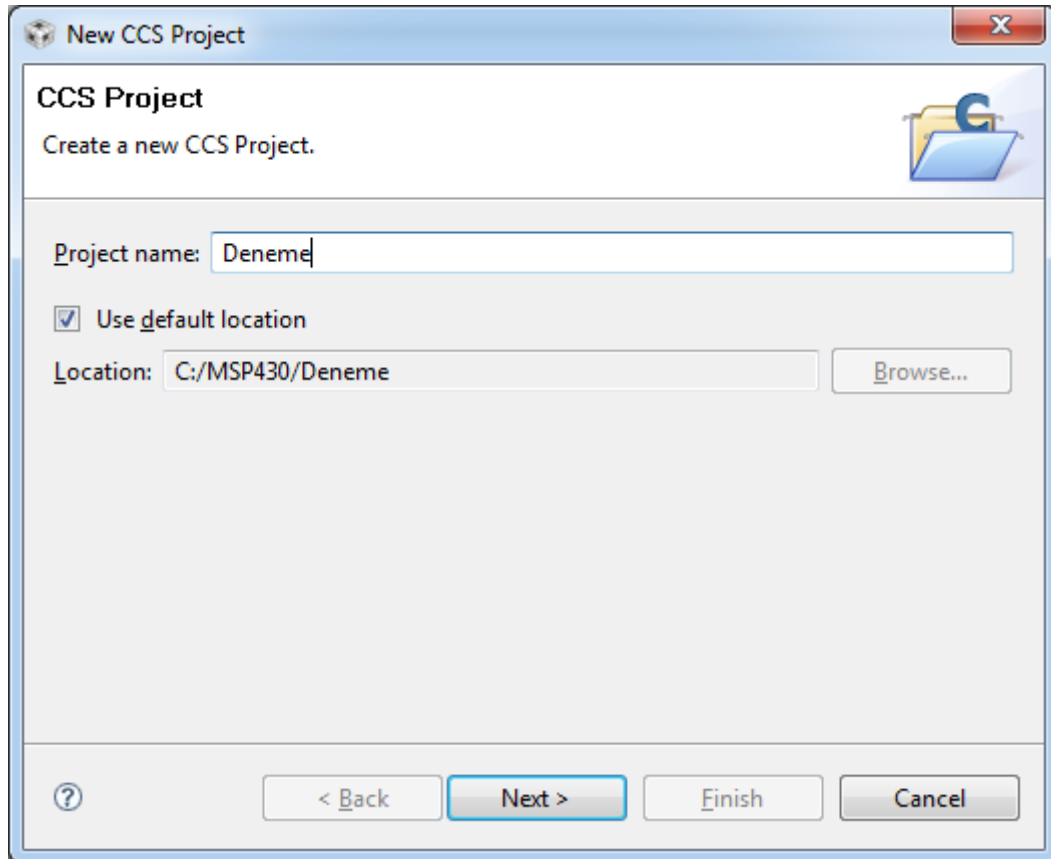 New CCS Project
CCS Project
Create a new CCS Project.
Project name: Deneme
Use default location
Location: C:/MSP430/Deneme Browse...
? < Back Next > Finish Cancel